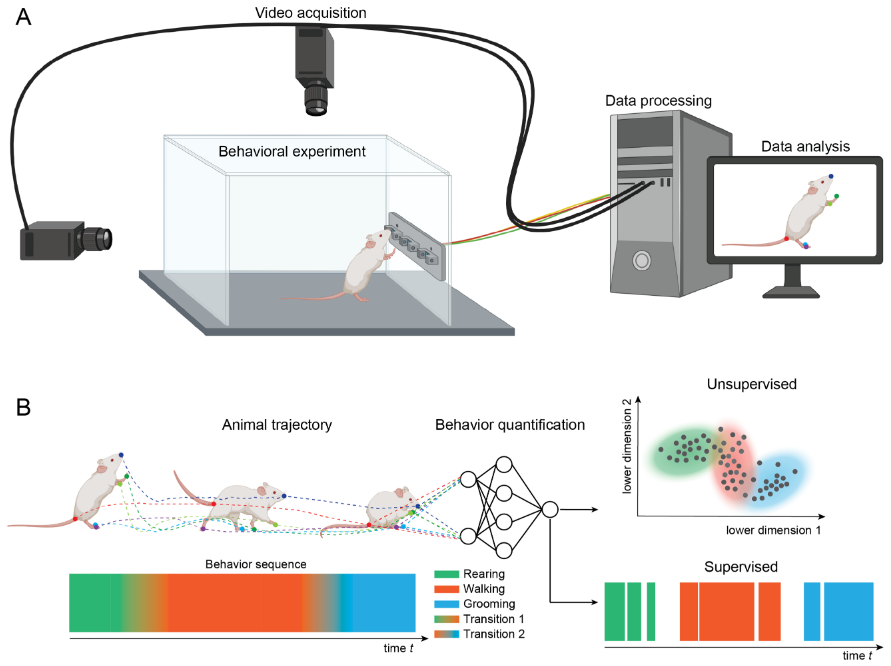 A
Video acquisition
Data processing
Behavioral experiment
Data analysis
B
Unsupervised
Animal trajectory
Behavior quantification
lower dimension 2
lower dimension 1
Behavior sequence
Supervised
Rearing
Walking
Grooming
Transition 1
Transition 2
time t
time t